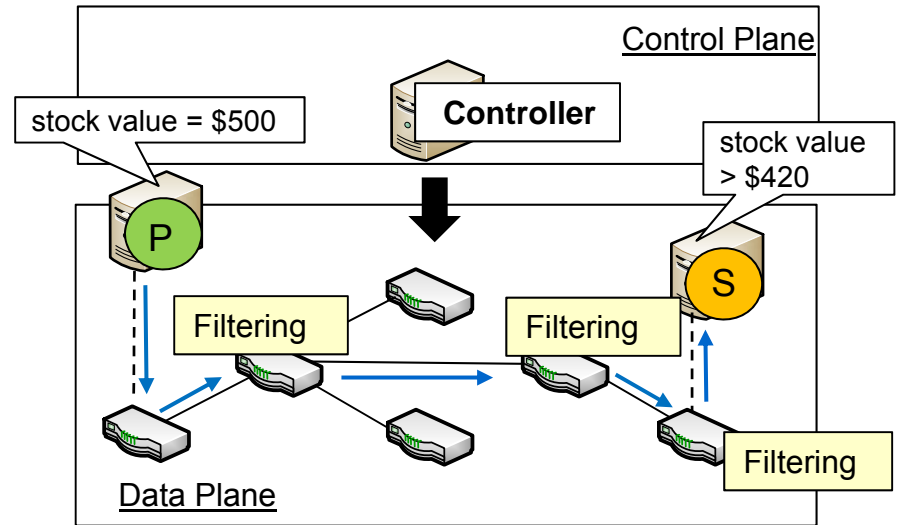 Control Plane
Controller
stock value = $500
stock value
> $420
P
S
Filtering
Filtering
Filtering
Data Plane